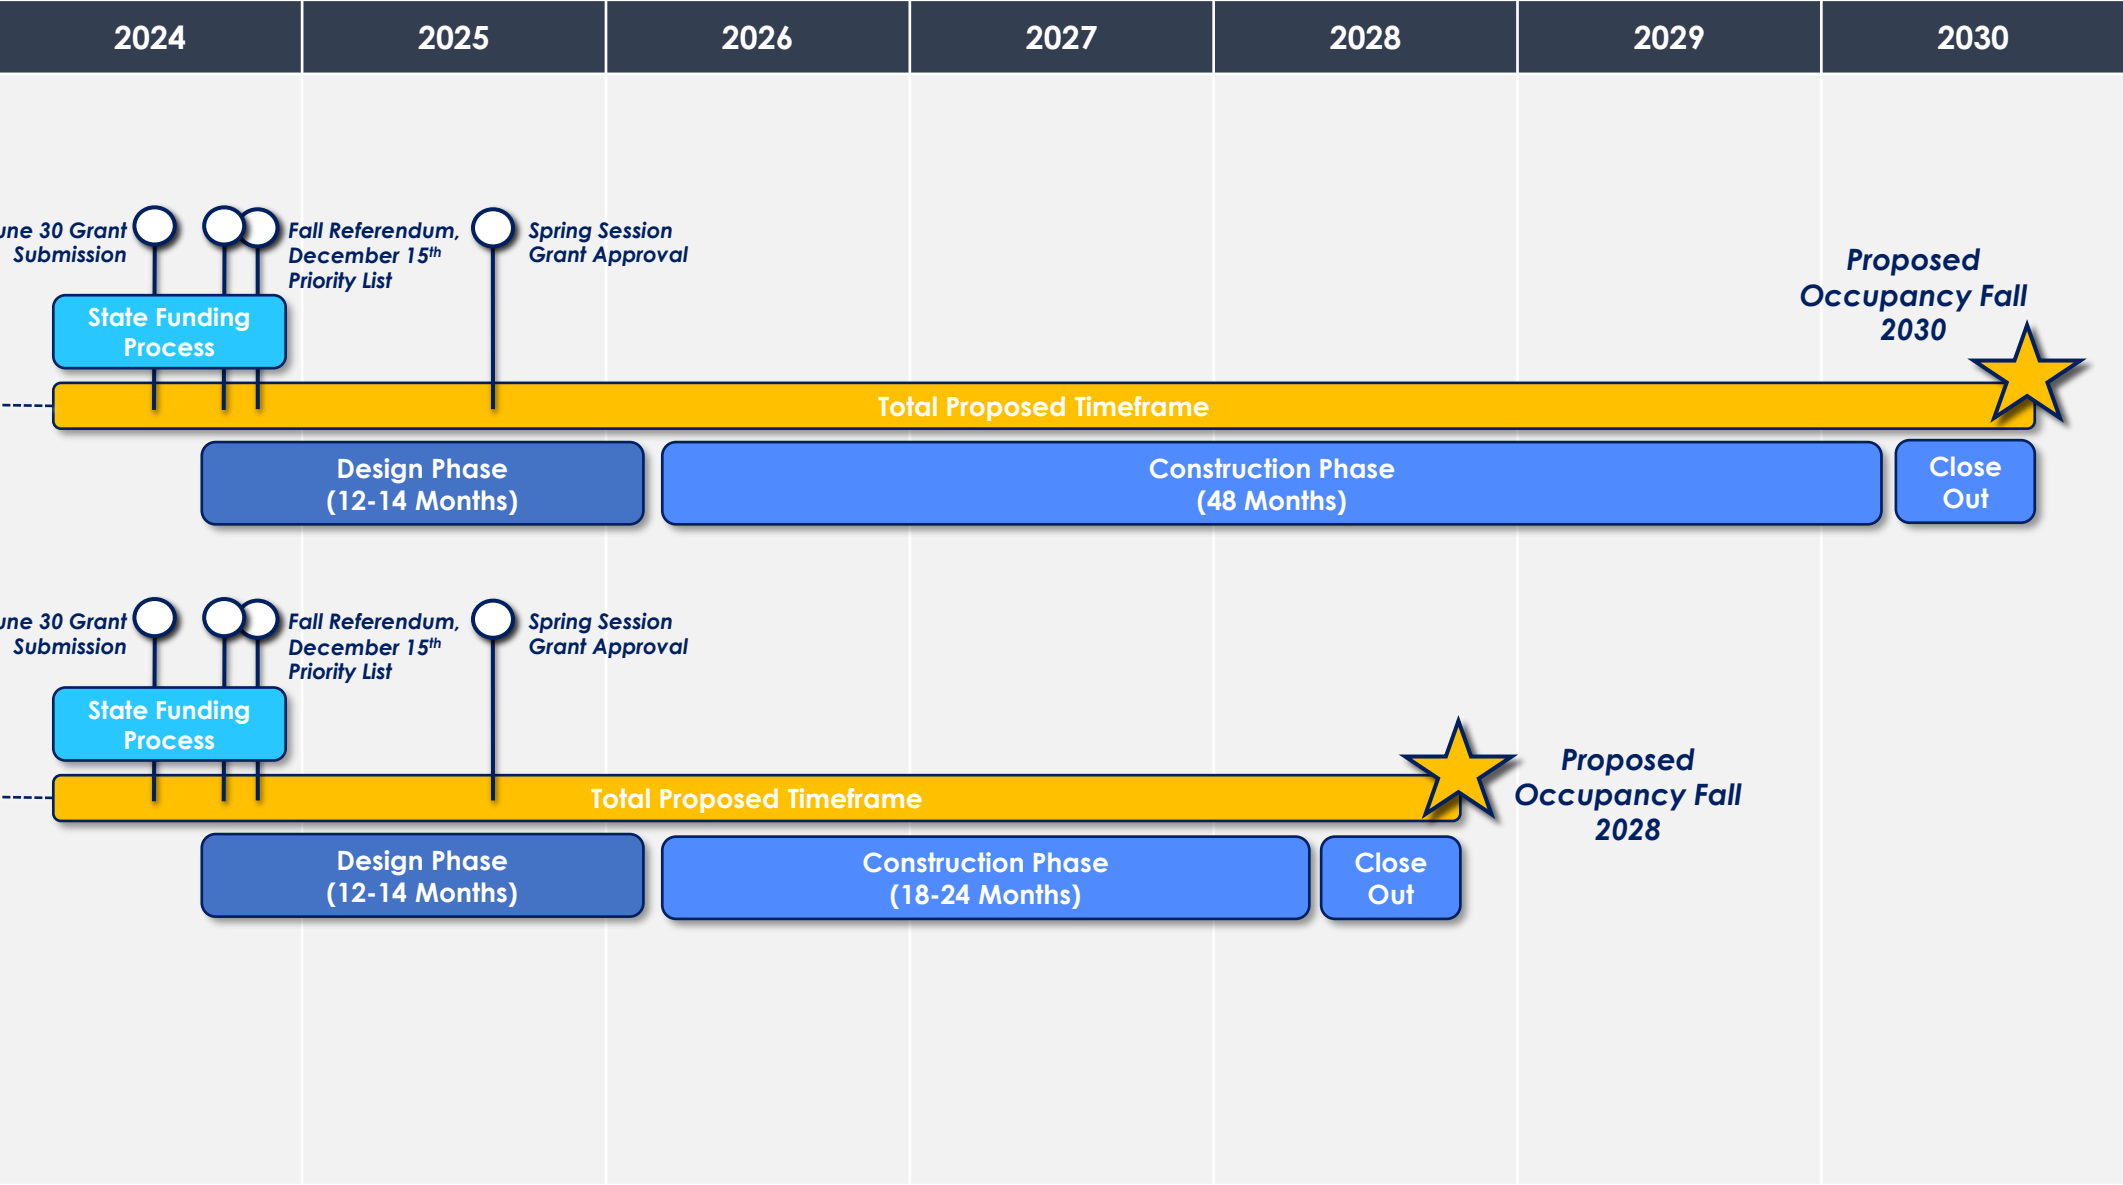 2024 2025 2026 2027 2028 2029 2030
une 30 Grant
Submission
Fall Referendum,
December 15th
Priority List
Spring Session
Grant Approval
Proposed
Occupancy Fall
2030
State Funding
Process
Total Proposed Timeframe
Design Phase
(12-14 Months)
Construction Phase
(48 Months)
Close
Out
une 30 Grant
Submission
Fall Referendum,
December 15th
Priority List
Spring Session
Grant Approval
State Funding
Process
Proposed
Occupancy Fall
2028
Total Proposed Timeframe
Design Phase
(12-14 Months)
Construction Phase
(18-24 Months)
Close
Out